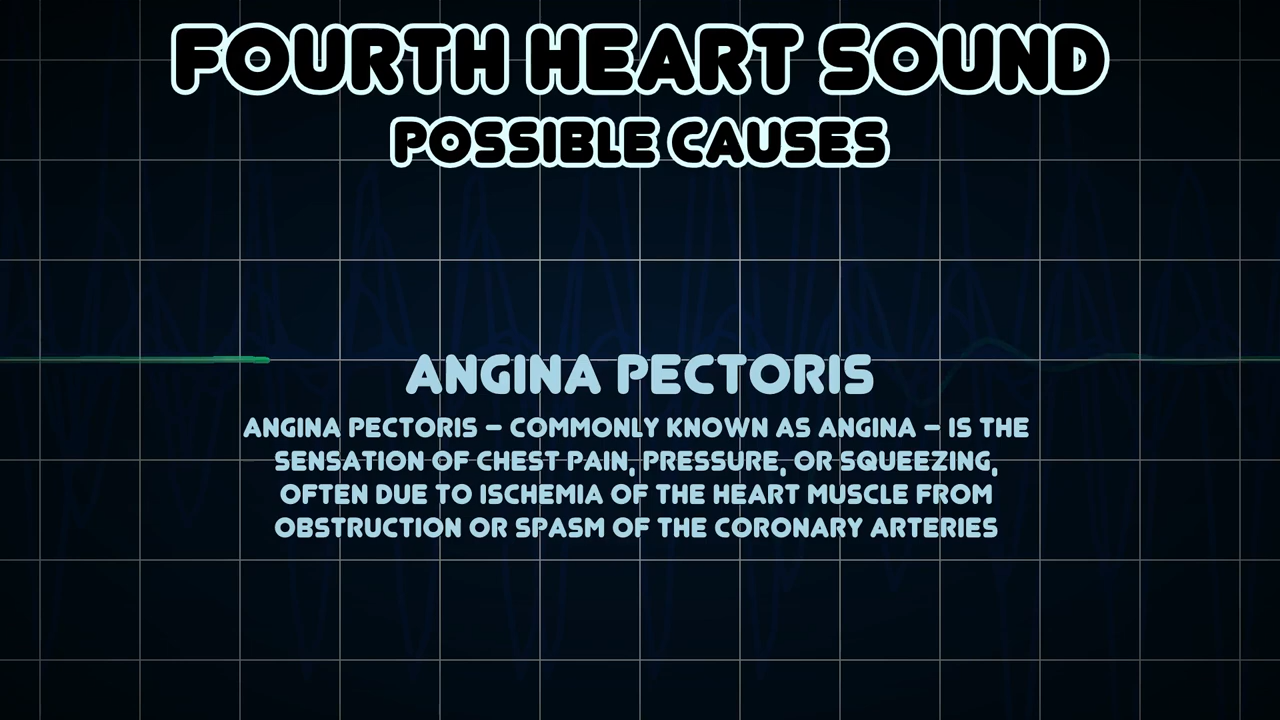 FOURTH HEART SOUND
POSSIBLE CAUSES
ANGINA PECTORIS
ANGINA PECTORIS – COMMONLY KNOWN AS ANGINA – IS THE
SENSATION OF CHEST PAIN, PRESSURE, OR SQUEEZING,
OFTEN DUE TO ISCHEMIA OF THE HEART MUSCLE FROM
OBSTRUCTION OR SPASM OF THE CORONARY ARTERIES